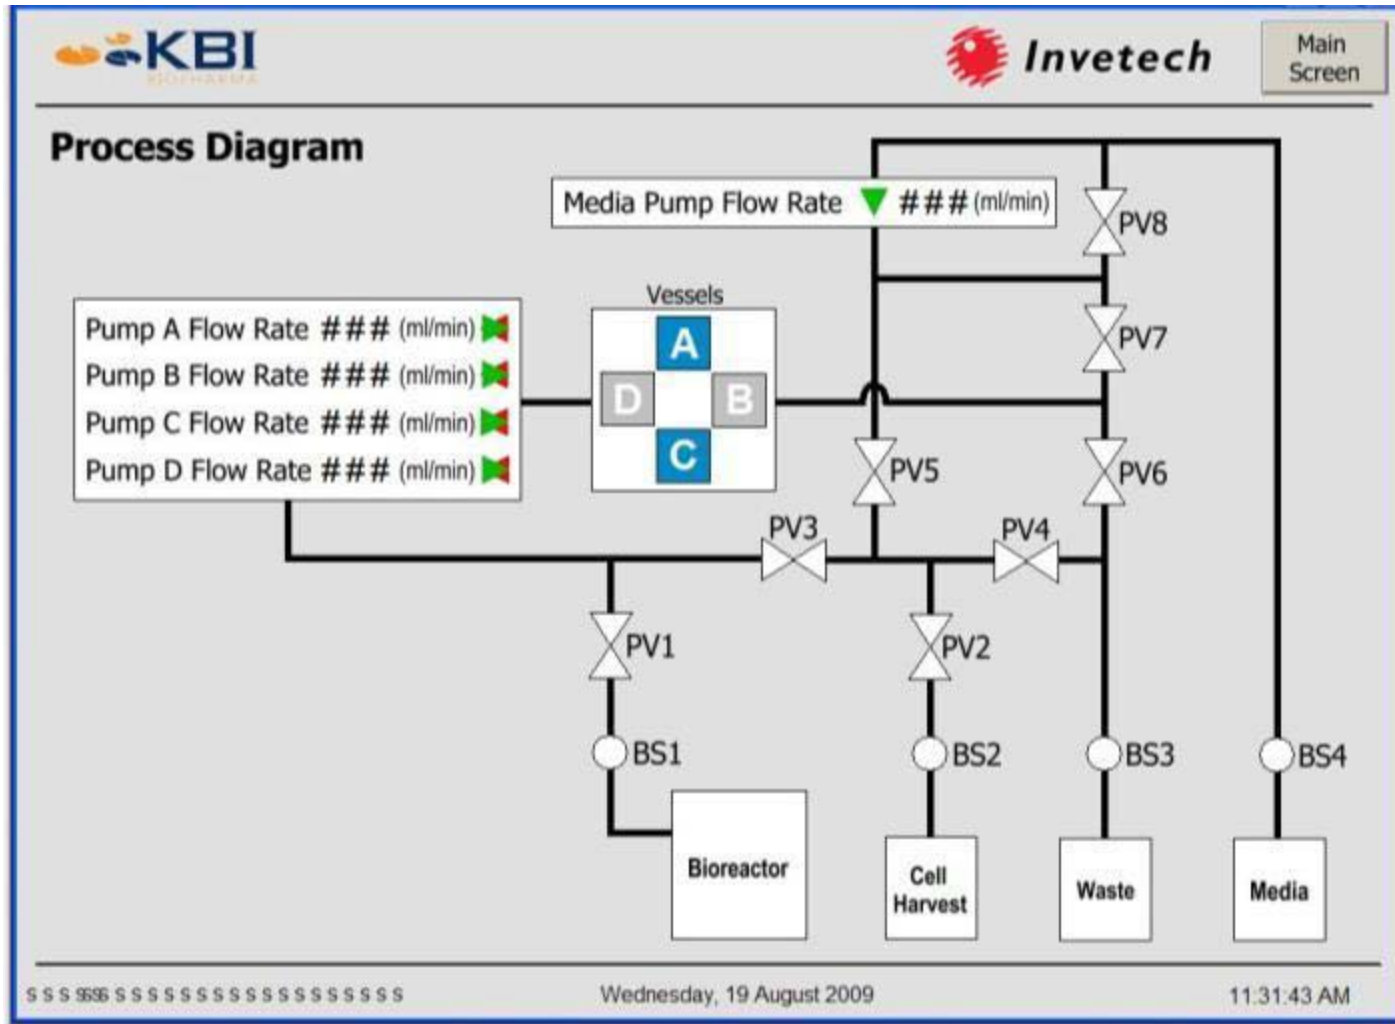 KBI
BIOPHARMA
Invetech
Main
Screen
Process Diagram
Media Pump Flow Rate ### (ml/min)
PV8
Vessels
Pump A Flow Rate ### (ml/min)
Pump B Flow Rate ### (ml/min)
Pump C Flow Rate ### (ml/min)
Pump D Flow Rate ### (ml/min)
A
D
B
C
PV7
PV5
PV6
PV3
PV4
PV1
PV2
BS1
BS2
BS3
BS4
Bioreactor
Cell
Harvest
Waste
Media
Wednesday, 19 August 2009
11:31:43 AM